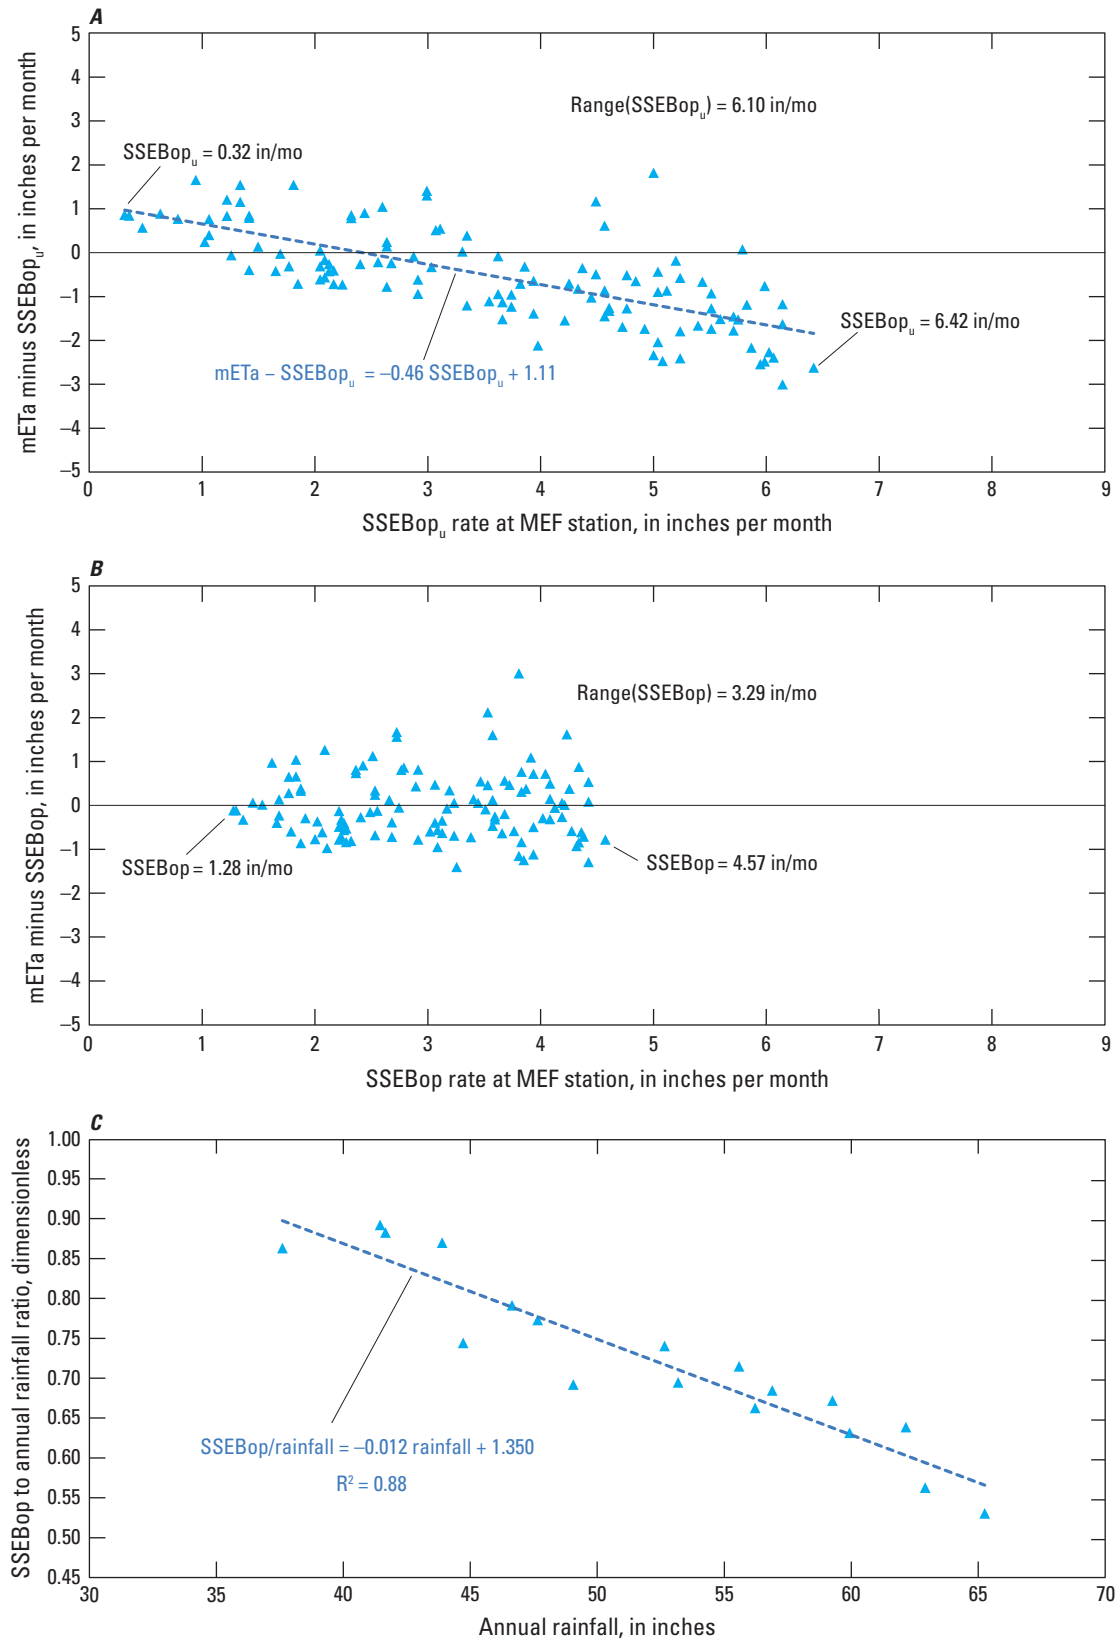 A
5
4
3
2
1
0
–1
–2
–3
–4
–5
mETa minus SSEBopu, in inches per month
Range(SSEBopu) = 6.10 in/mo
SSEBopu = 0.32 in/mo
SSEBopu = 6.42 in/mo
mETa – SSEBopu = –0.46 SSEBopu + 1.11
0 1 2 3 4 5 6 7 8 9
SSEBopu rate at MEF station, in inches per month
B
5
4
3
2
1
0
–1
–2
–3
–4
–5
mETa minus SSEBop, in inches per month
Range(SSEBop) = 3.29 in/mo
SSEBop = 1.28 in/mo
SSEBop = 4.57 in/mo
0 1 2 3 4 5 6 7 8 9
SSEBop rate at MEF station, in inches per month
C
1.00
0.95
0.90
0.85
0.80
0.75
0.70
0.65
0.60
0.55
0.50
0.45
SSEBop to annual rainfall ratio, dimensionless
SSEBop/rainfall = –0.012 rainfall + 1.350
R² = 0.88
30 35 40 45 50 55 60 65 70
Annual rainfall, in inches